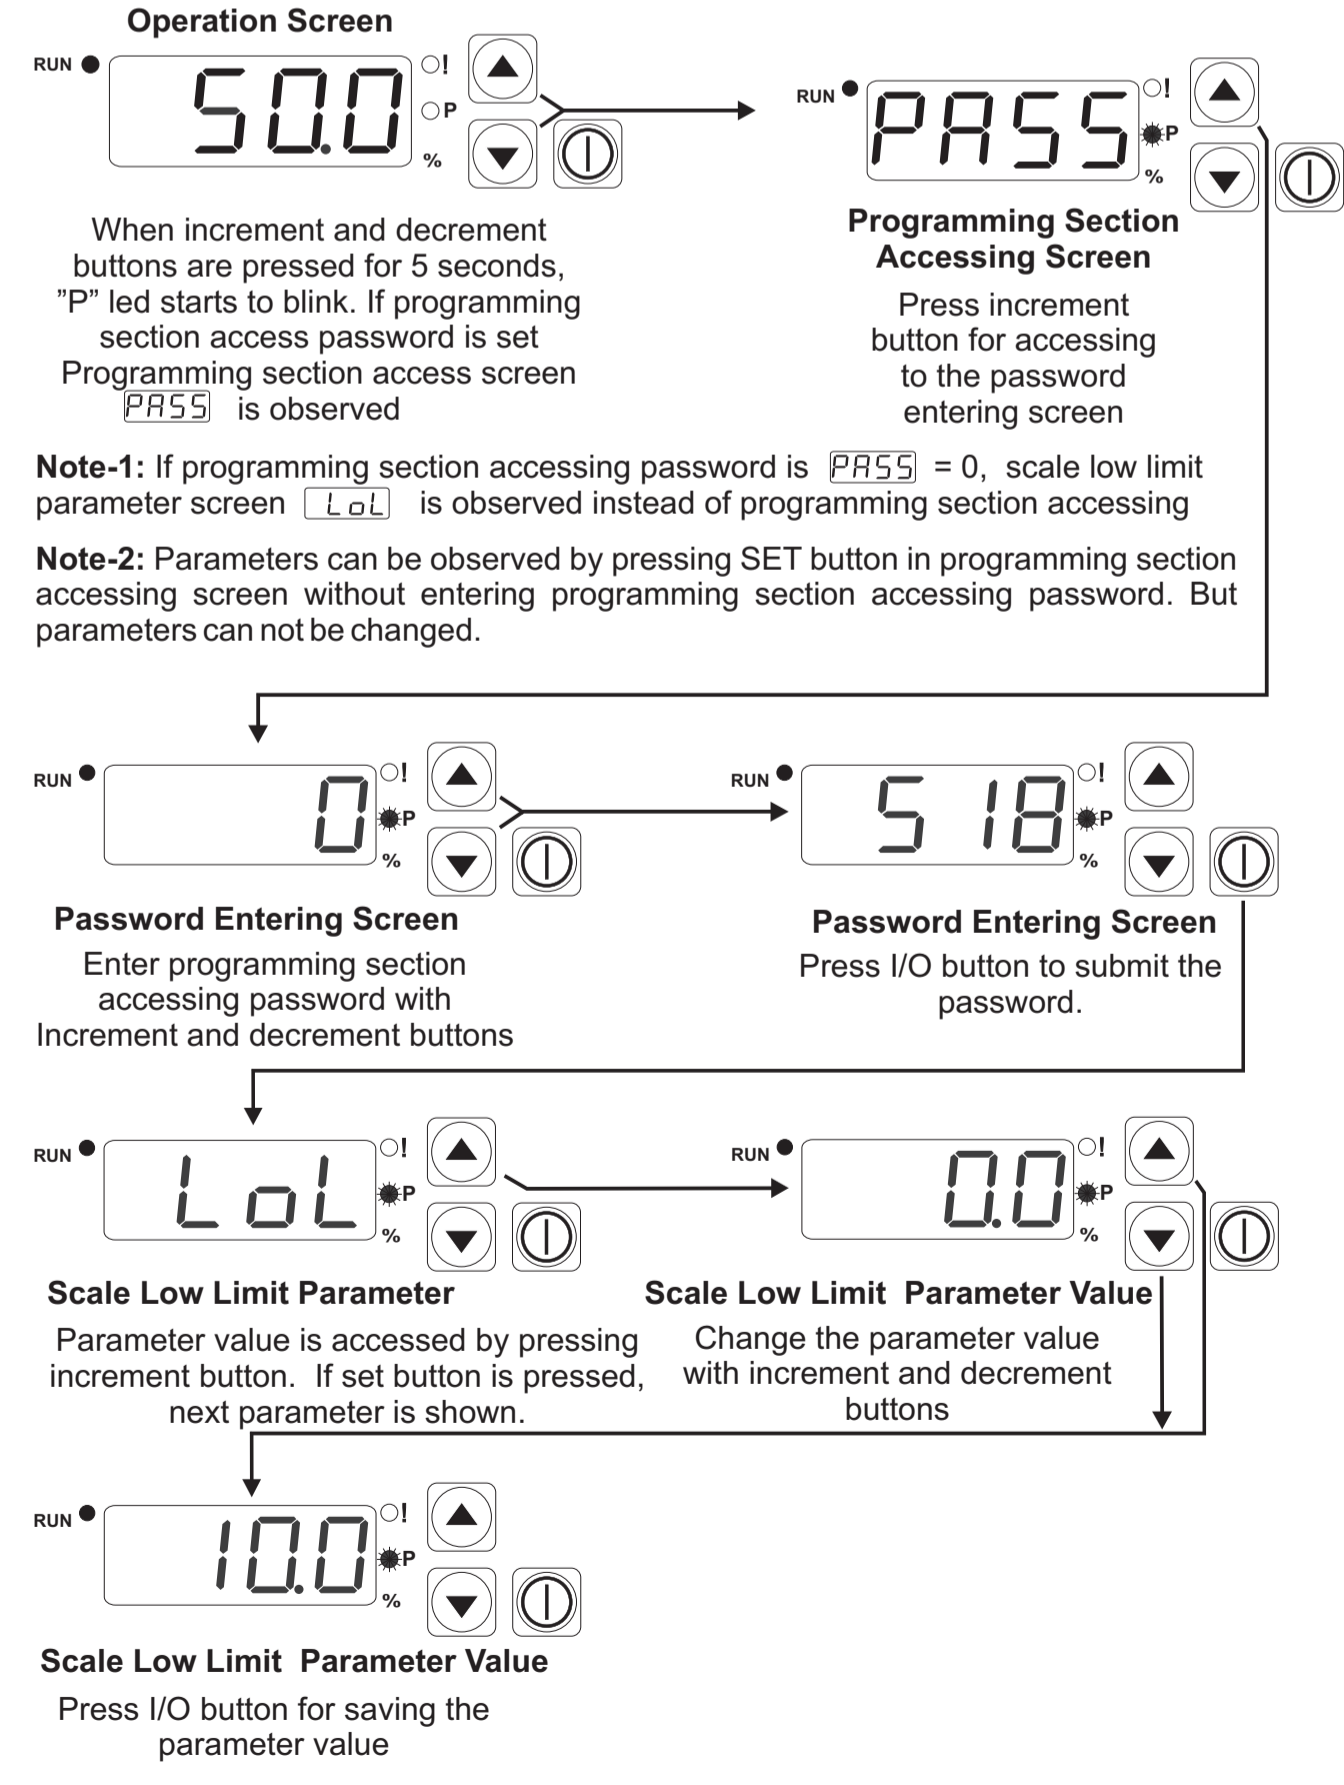 Operation Screen
RUN 50.0 !
P
%
RUN PASS !
P
%
When increment and decrement
buttons are pressed for 5 seconds,
”P” led starts to blink. If programming
section access password is set
Programming section access screen
PASS is observed
Programming Section
Accessing Screen
Press increment
button for accessing
to the password
entering screen
Note-1: If programming section accessing password is PASS = 0, scale low limit
parameter screen LoL is observed instead of programming section accessing
Note-2: Parameters can be observed by pressing SET button in programming section
accessing screen without entering programming section accessing password. But
parameters can not be changed.
RUN 0 !
P
%
Password Entering Screen
Enter programming section
accessing password with
Increment and decrement buttons
RUN 518 !
P
%
Password Entering Screen
Press I/O button to submit the
password.
RUN LoL !
P
%
Scale Low Limit Parameter
Parameter value is accessed by pressing
increment button. If set button is pressed,
next parameter is shown.
RUN 0.0 !
P
%
Scale Low Limit Parameter Value
Change the parameter value
with increment and decrement
buttons
RUN 10.0 !
P
%
Scale Low Limit Parameter Value
Press I/O button for saving the
parameter value